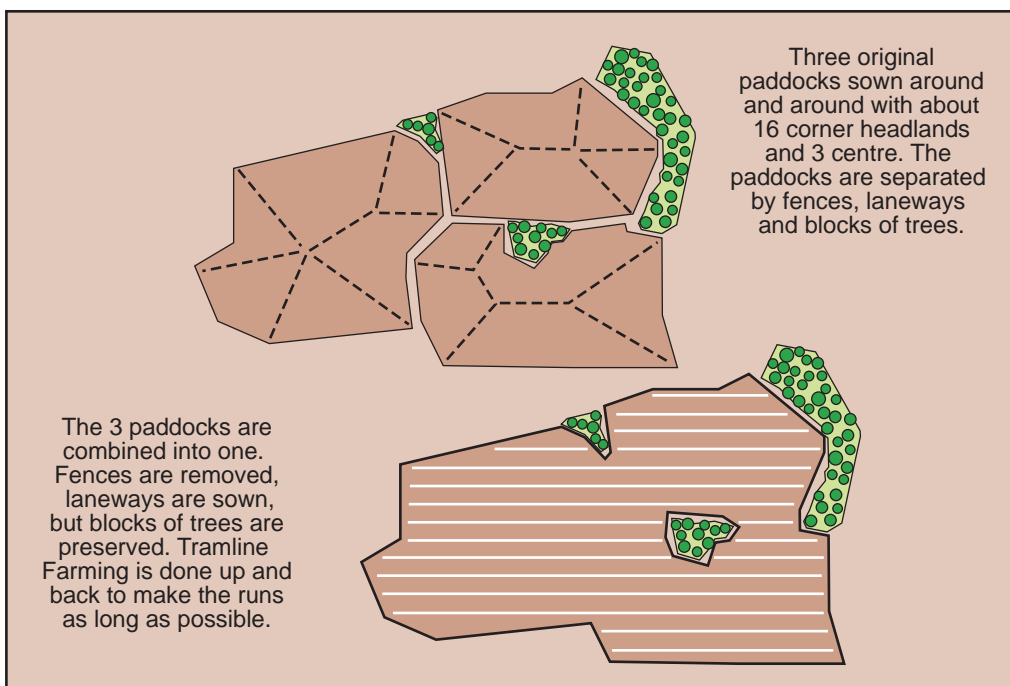 Three original
paddocks sown around
and around with about
16 corner headlands
and 3 centre. The
paddocks are separated
by fences, laneways
and blocks of trees.
The 3 paddocks are
combined into one.
Fences are removed,
laneways are sown,
but blocks of trees are
preserved. Tramline
Farming is done up and
back to make the runs
as long as possible.